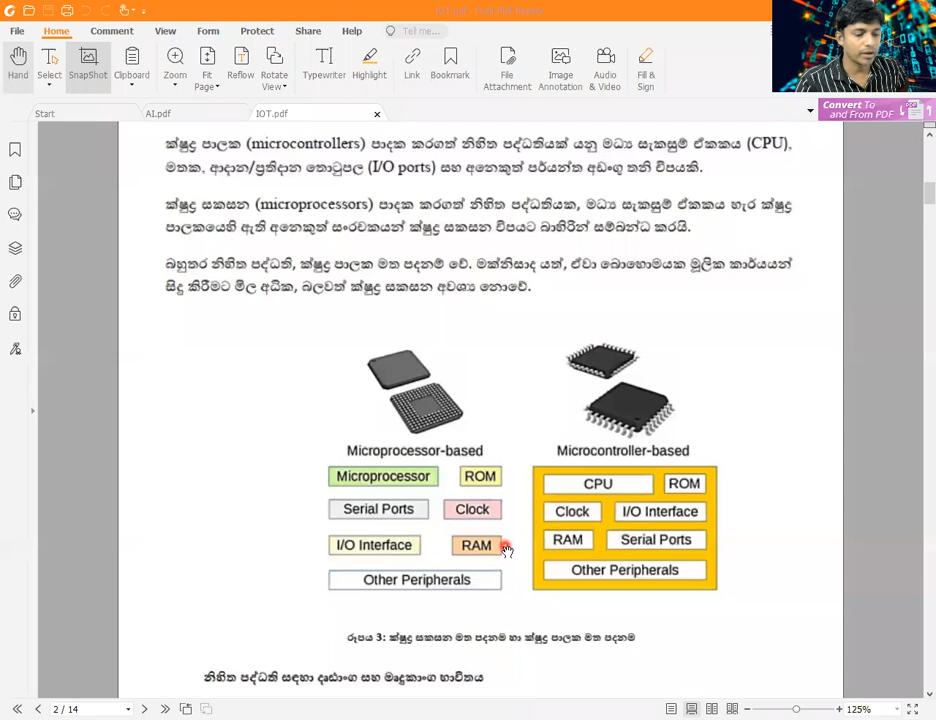 IOT.pdf - Foxit PDF Reader
File Home Comment View Form Protect Share Help Tell me...
Hand Select SnapShot Clipboard Zoom Fit Page Reflow Rotate View Typewriter Highlight Link Bookmark File Attachment Image Annotation Audio & Video Fill & Sign
Start AI.pdf IOT.pdf
Convert To and From PDF
ක්ෂුද්‍ර පාලක (microcontrollers) පාදක කරගත් නිහිත පද්ධතියක් යනු මධ්‍ය සැකසුම් ඒකකය (CPU),
මතක, ආදාන/ප්‍රතිදාන තොටුපල (I/O ports) සහ අනෙකුත් පර්යන්ත අඩංගු තනි චිපයකි.
ක්ෂුද්‍ර සකසන (microprocessors) පාදක කරගත් නිහිත පද්ධතියක, මධ්‍ය සැකසුම් ඒකකය හැර ක්ෂුද්‍ර
පාලකයෙහි ඇති අනෙකුත් සංරචකයන් ක්ෂුද්‍ර සකසන චිපයට බාහිරින් සම්බන්ධ කරයි.
බහුතර නිහිත පද්ධති, ක්ෂුද්‍ර පාලක මත පදනම් වේ. මක්නිසාද යත්, ඒවා බොහොමයක මූලික කාර්යයන්
සිදු කිරීමට මිල අධික, බලවත් ක්ෂුද්‍ර සකසන අවශ්‍ය නොවේ.
Microprocessor-based
Microprocessor ROM
Serial Ports Clock
I/O Interface RAM
Other Peripherals
Microcontroller-based
CPU ROM
Clock I/O Interface
RAM Serial Ports
Other Peripherals
රූපය 3: ක්ෂුද්‍ර සකසන මත පදනම හා ක්ෂුද්‍ර පාලක මත පදනම
නිහිත පද්ධති සඳහා දෘඪාංග සහ මෘදුකාංග භාවිතය
2 / 14
125%